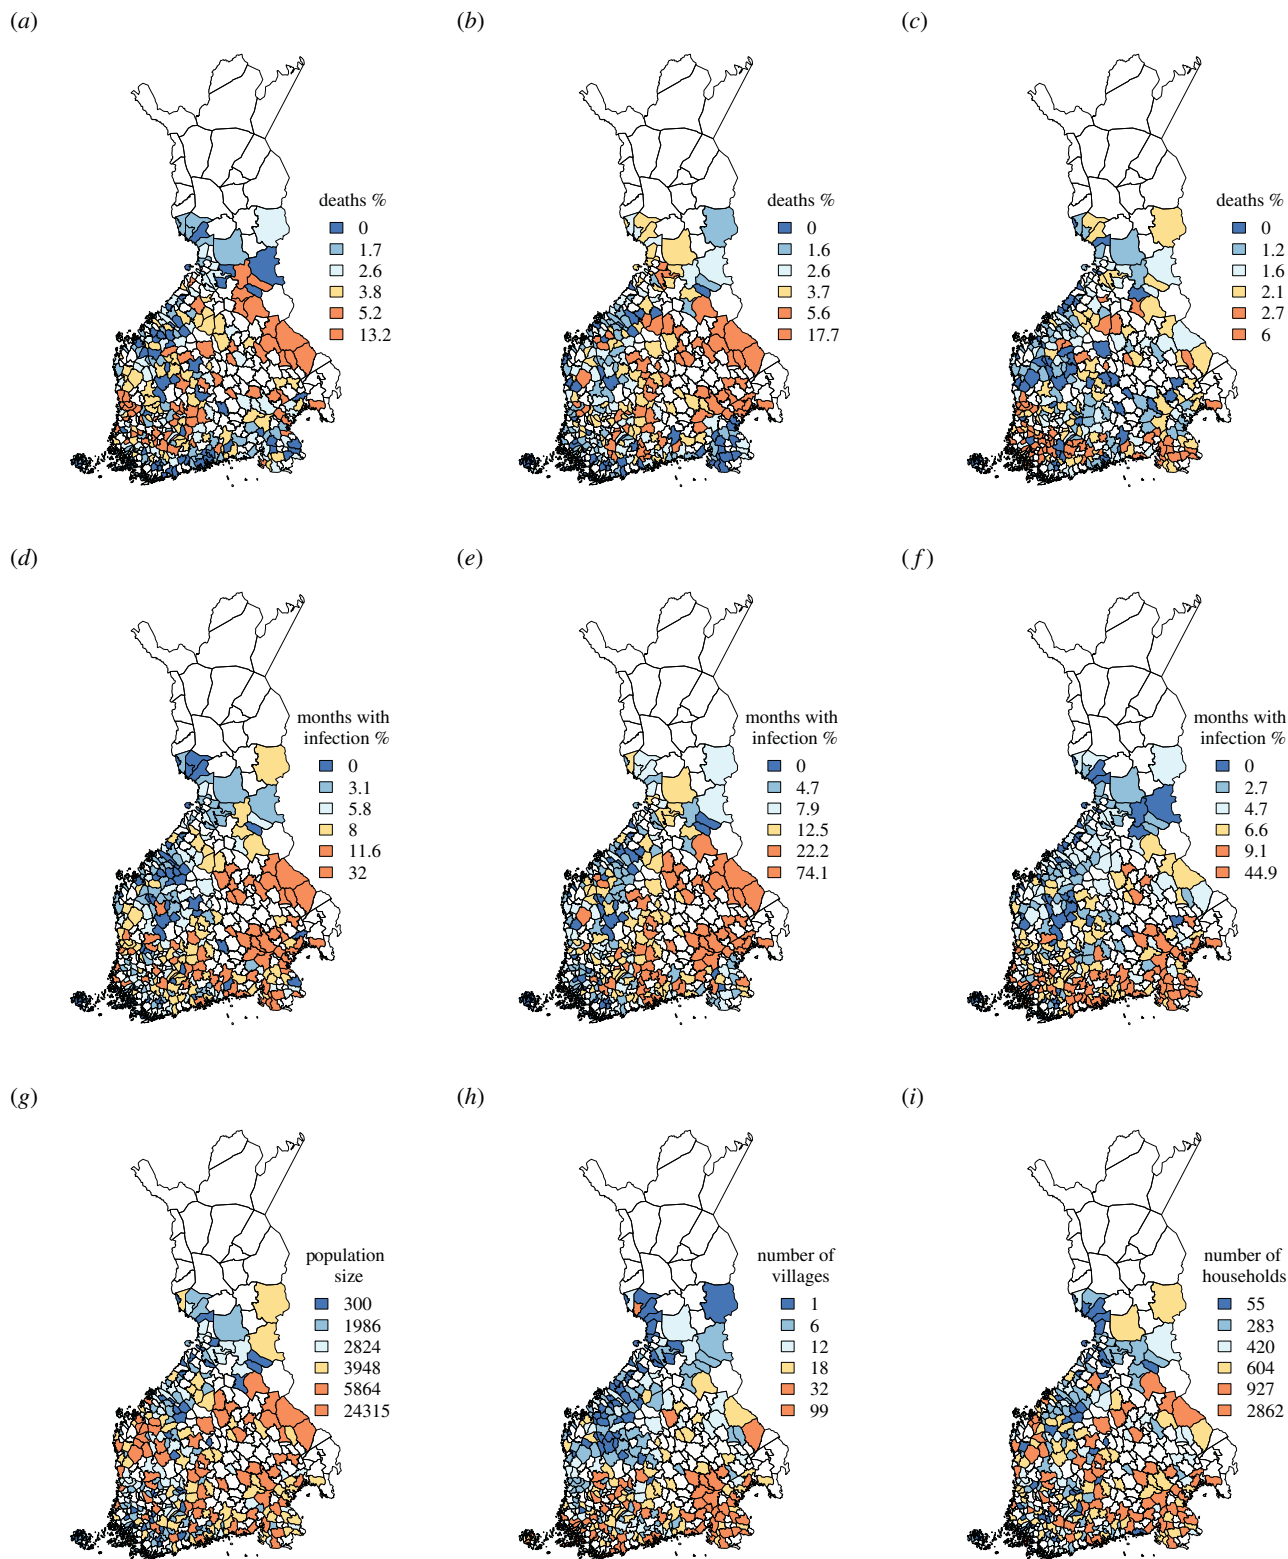 (a)
(b)
(c)
deaths %
0
1.7
2.6
3.8
5.2
13.2
deaths %
0
1.6
2.6
3.7
5.6
17.7
deaths %
0
1.2
1.6
2.1
2.7
6
(d)
(e)
(f)
months with
infection %
0
3.1
5.8
8
11.6
32
months with
infection %
0
4.7
7.9
12.5
22.2
74.1
months with
infection %
0
2.7
4.7
6.6
9.1
44.9
(g)
(h)
(i)
population
size
300
1986
2824
3948
5864
24315
number of
villages
1
6
12
18
32
99
number of
households
55
283
420
604
927
2862